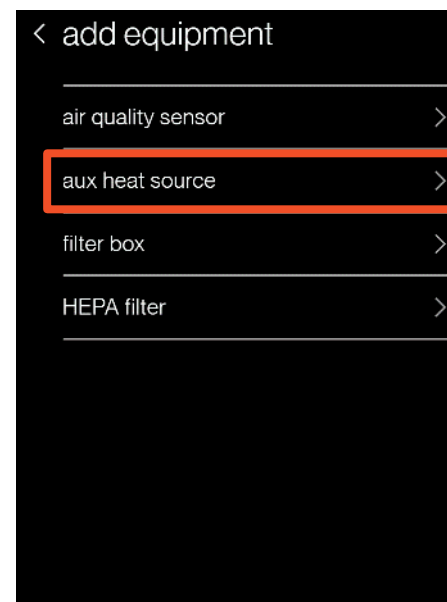 add equipment
air quality sensor
aux heat source
filter box
HEPA filter